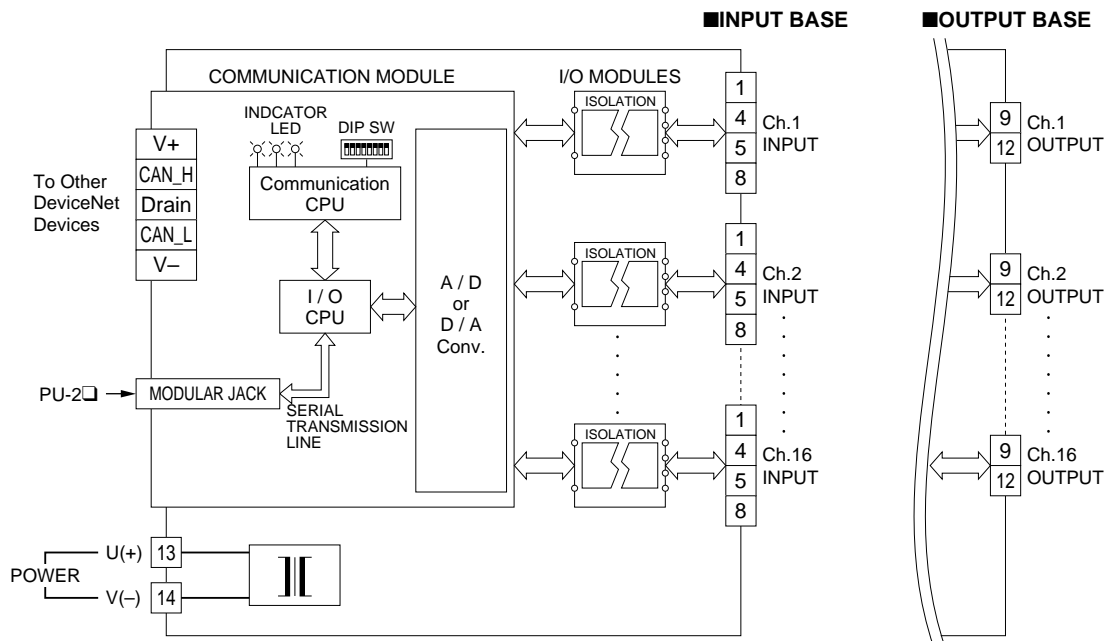 ■INPUT BASE
■OUTPUT BASE
COMMUNICATION MODULE
I/O MODULES
INDCATOR
LED
DIP SW
Communication
CPU
I / O
CPU
A / D
or
D / A
Conv.
To Other
DeviceNet
Devices
V+
CAN_H
Drain
CAN_L
V–
PU-2❑
MODULAR JACK
SERIAL
TRANSMISSION
LINE
ISOLATION
1
4
5
8
Ch.1
INPUT
ISOLATION
1
4
5
8
Ch.2
INPUT
ISOLATION
1
4
5
8
Ch.16
INPUT
9
12
Ch.1
OUTPUT
9
12
Ch.2
OUTPUT
9
12
Ch.16
OUTPUT
POWER
U(+)
13
V(–)
14